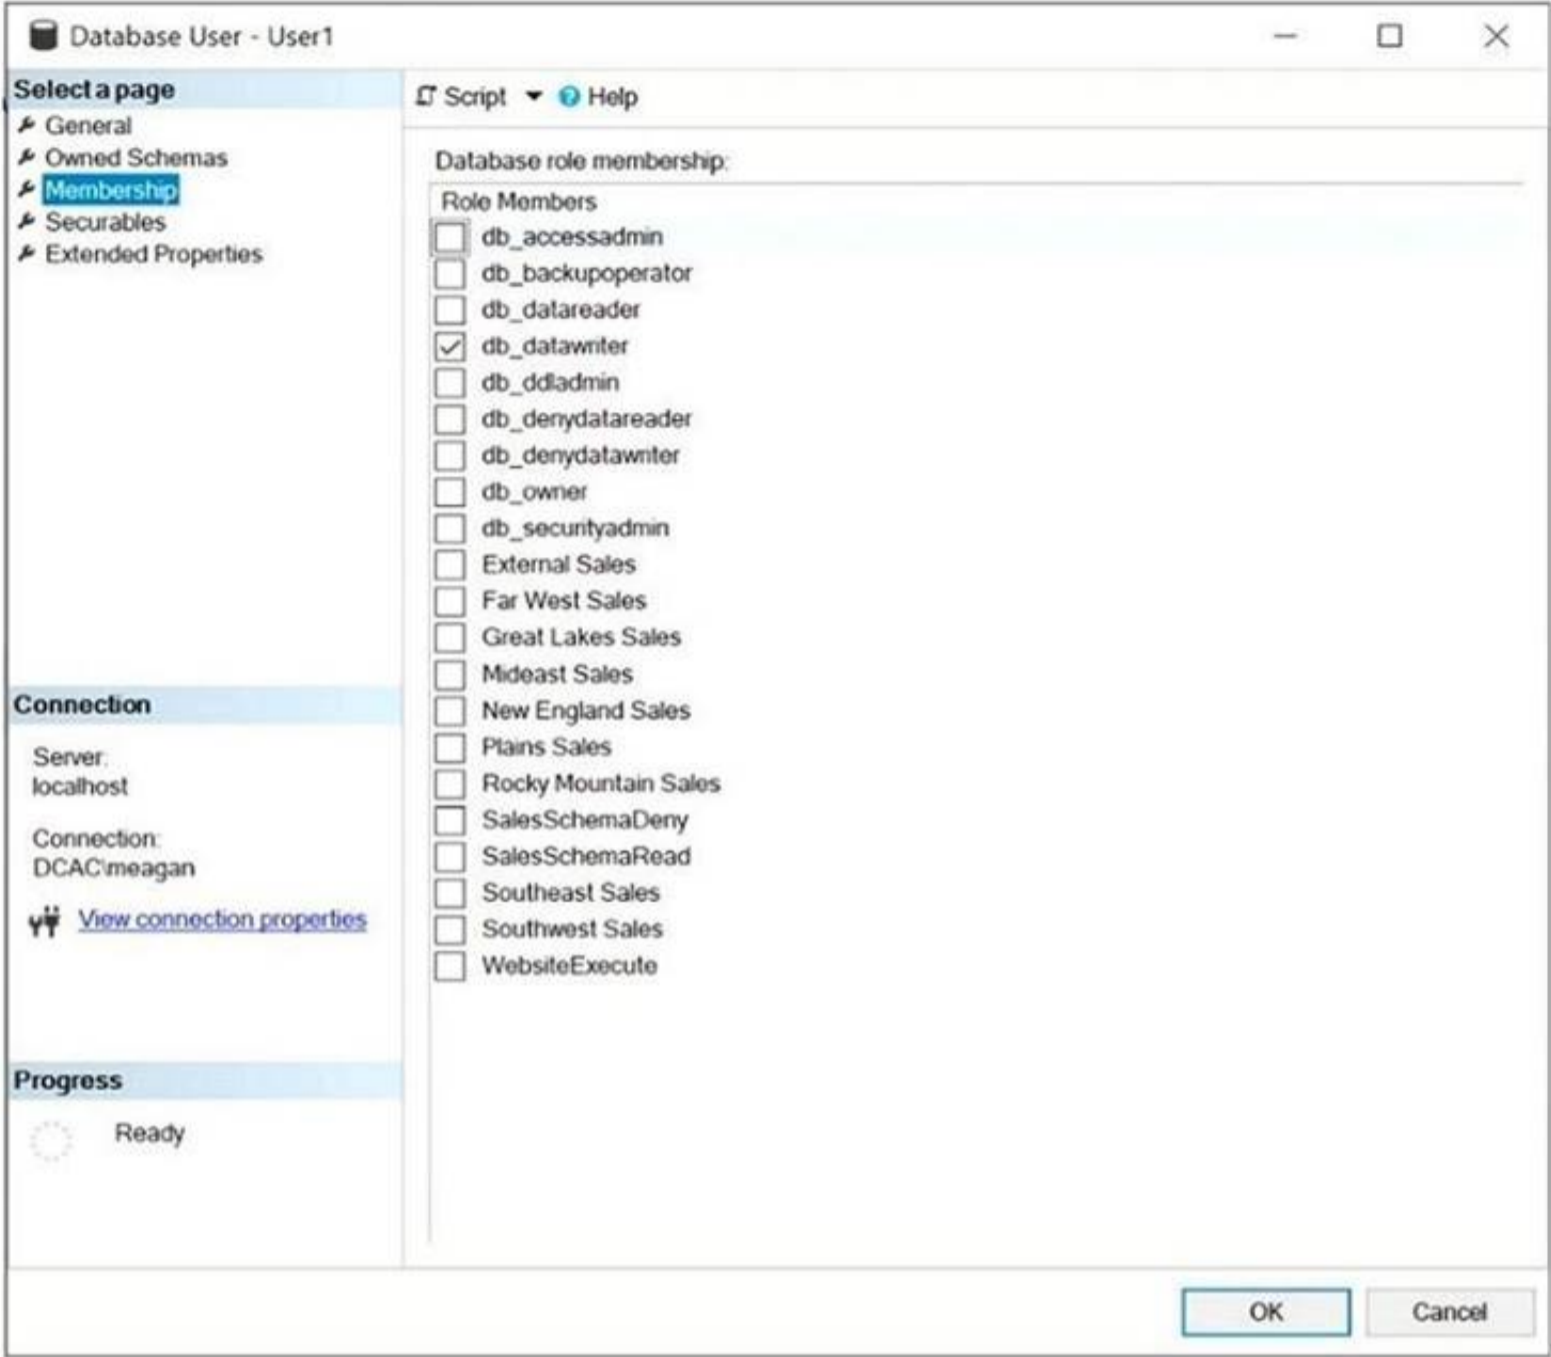 Database User - User1
Select a page
General
Owned Schemas
Membership
Securables
Extended Properties
Script
Help
Database role membership:
Role Members
db_accessadmin
db_backupoperator
db_datareader
db_datawriter
db_ddladmin
db_denydatareader
db_denydatawriter
db_owner
db_securityadmin
External Sales
Far West Sales
Great Lakes Sales
Mideast Sales
New England Sales
Plains Sales
Rocky Mountain Sales
SalesSchemaDeny
SalesSchemaRead
Southeast Sales
Southwest Sales
WebsiteExecute
Connection
Server:
localhost
Connection:
DCAC\meagan
View connection properties
Progress
Ready
OK
Cancel